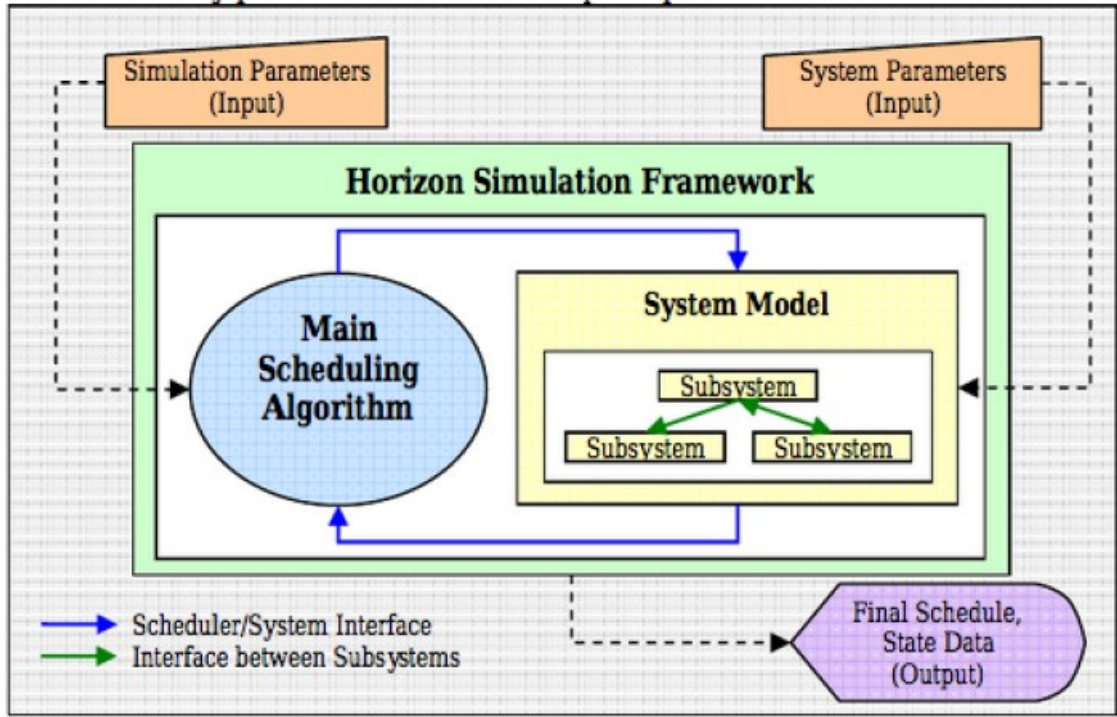 Simulation Parameters
(Input)
System Parameters
(Input)
Horizon Simulation Framework
Main
Scheduling
Algorithm
System Model
Subsystem
Subsystem
Subsystem
Scheduler/System Interface
Interface between Subsystems
Final Schedule,
State Data
(Output)